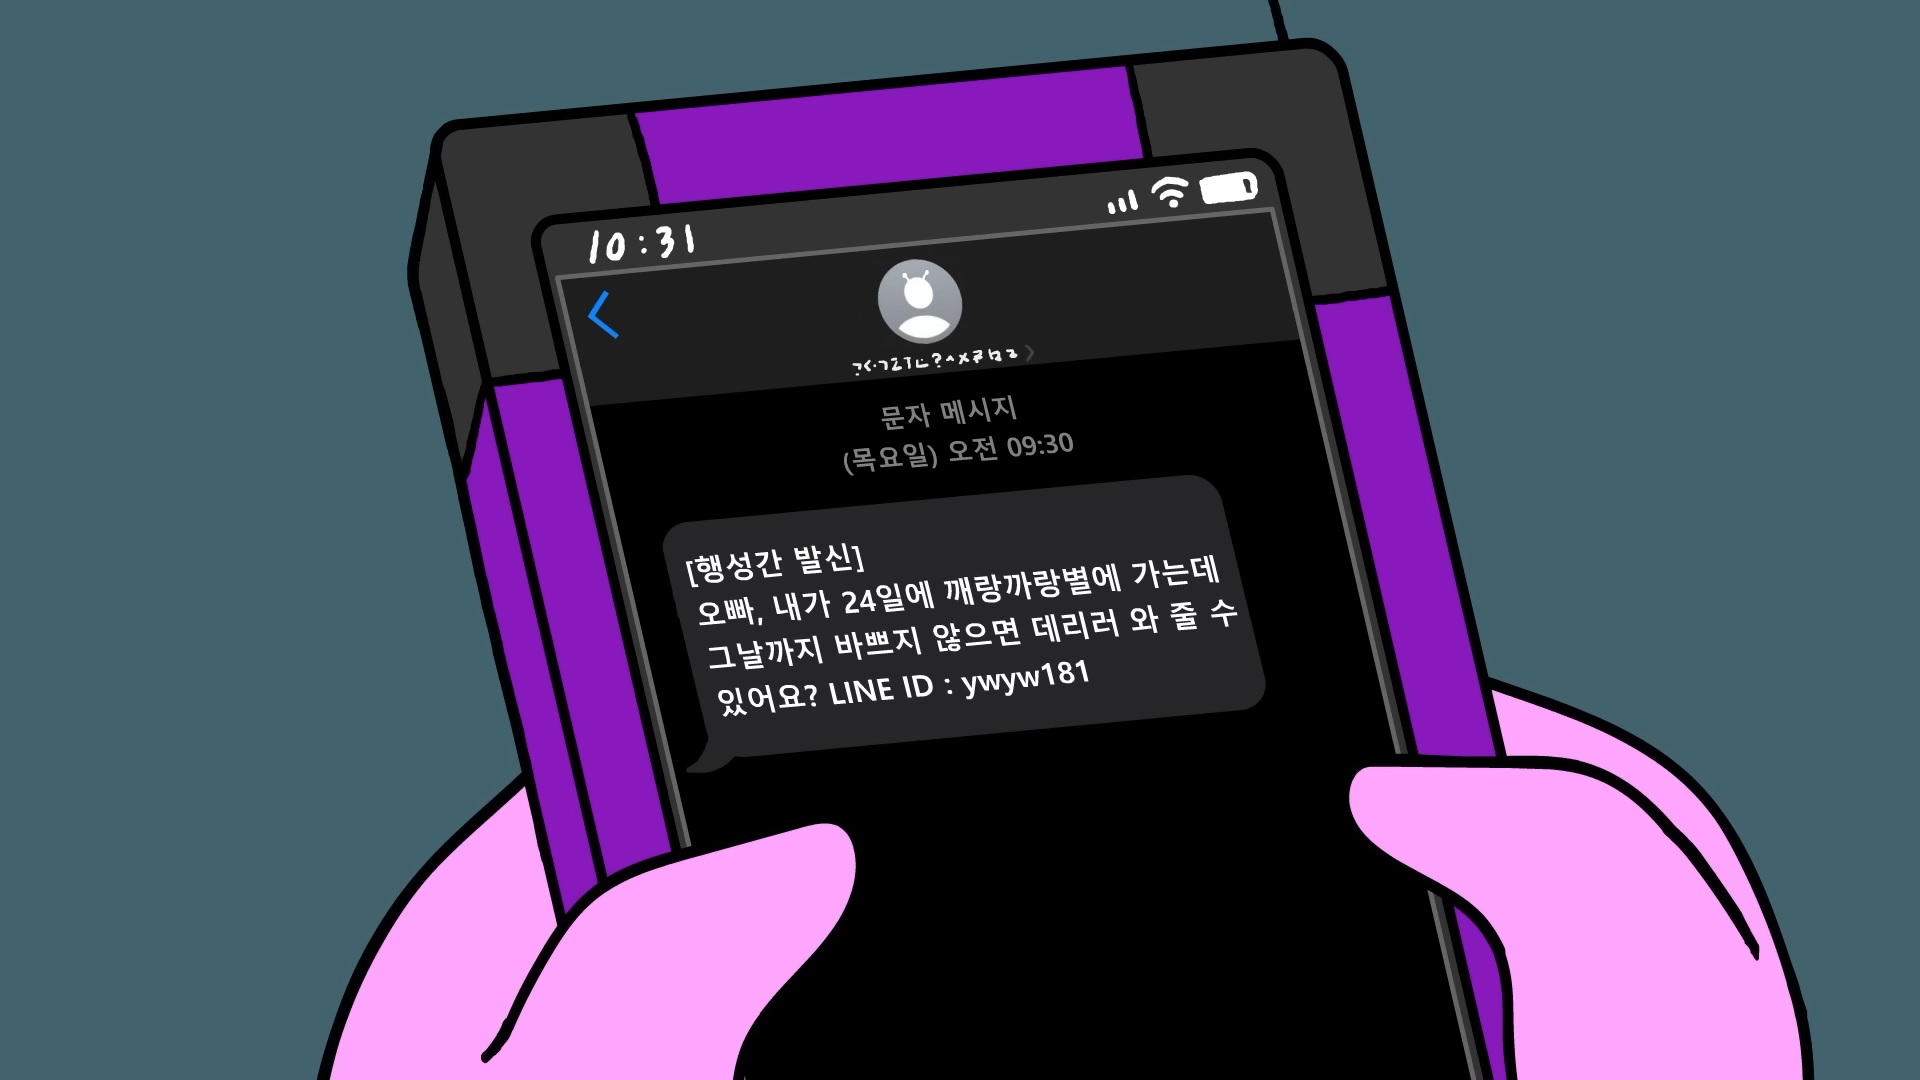 10:31
문자 메시지
(목요일) 오전 09:30
[행성간 발신]
오빠, 내가 24일에 깨랑까랑별에 가는데
그날까지 바쁘지 않으면 데리러 와 줄 수
있어요? LINE ID : ywyw181